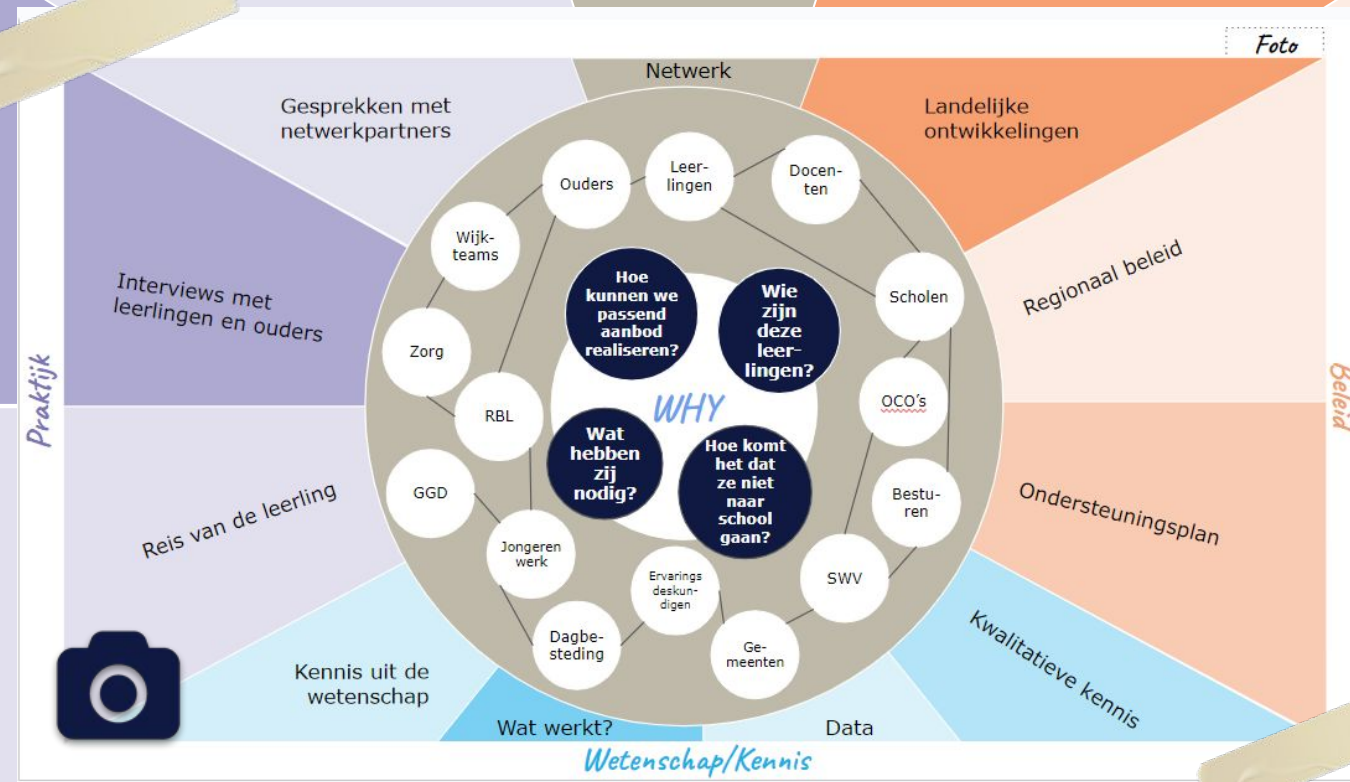 Foto
Netwerk
Gesprekken met
netwerkpartners
Landelijke
ontwikkelingen
Interviews met
leerlingen en ouders
Regionaal beleid
Praktijk
Beleid
Reis van de leerling
Ondersteuningsplan
Kennis uit de
wetenschap
Wat werkt?
Data
Kwalitatieve kennis
Wetenschap/Kennis
Ouders
Leer-
lingen
Docen-
ten
Wijk-
teams
Scholen
Zorg
RBL
OCO's
GGD
Bestu-
ren
Jongeren
werk
Ervarings
deskun-
digen
SWV
Dagbe-
steding
Ge-
meenten
Hoe
kunnen we
passend
aanbod
realiseren?
Wie
zijn
deze
leer-
lingen?
WHY
Wat
hebben
zij
nodig?
Hoe komt
het dat
ze niet
naar
school
gaan?